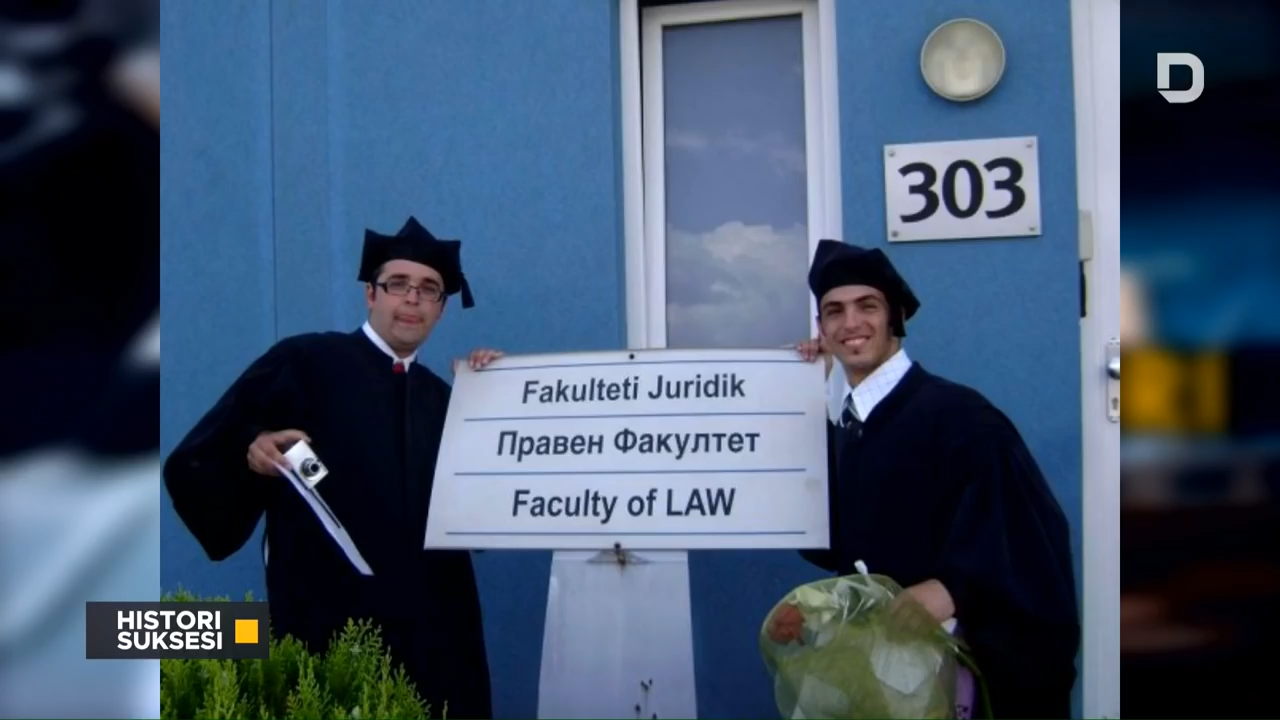 303
Fakulteti Juridik
Правен Факултет
Faculty of LAW
HISTORI
SUKSESI
D